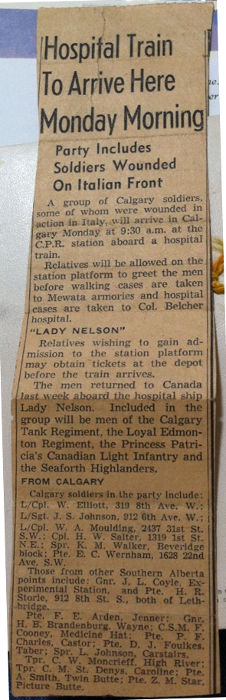 Hospital Train
To Arrive Here
Monday Morning
Party Includes
Soldiers Wounded
On Italian Front
A group of Calgary soldiers,
some of whom were wounded in
action in Italy, will arrive in Cal-
gary Monday at 9:30 a.m. at the
C.P.R. station aboard a hospital
train.
Relatives will be allowed on the
station platform to greet the men
before walking cases are taken
to Mewata armories and hospital
cases are taken to Col. Belcher
hospital.
"LADY NELSON"
Relatives wishing to gain ad-
mission to the station platform
may obtain tickets at the depot
before the train arrives.
The men returned to Canada
last week aboard the hospital ship
Lady Nelson. Included in the
group will be men of the Calgary
Tank Regiment, the Loyal Edmon-
ton Regiment, the Princess Patri-
cia's Canadian Light Infantry and
the Seaforth Highlanders.
FROM CALGARY
Calgary soldiers in the party include:
L/Cpl. W. Elliott, 319 8th Ave. W.;
L/Sgt. J. S. Johnson, 912 6th Ave. W.;
L/Cpl. W. A. Moulding, 2437 31st St.
S.W.; Cpl. H. W. Salter, 1319 1st St.
N.E.; Spr. K. M. Walker, Beveridge
block; Pte. E. C. Wernham, 1628 22nd
Ave. S.W.
Those from other Southern Alberta
points include: Gnr. J. L. Coyle, Ex-
perimental Station, and Pte. H. R.
Storie, 912 8th St. S., both of Leth-
bridge.
Pte. F. E. Arden, Jenner; Gnr.
H. B. Brandenburg, Wayne; C.S.M. F.
Cooney, Medicine Hat; Pte. P. F.
Charles, Coutts; Pte. D. J. Foulkes,
Taber; Spr. L. Johnson, Carstairs.
Tpr. C. W. Moncrieff, High River;
Tpr. C. M. St. Denys, Caroline; Pte.
A. Smith, Twin Butte; Pte. Z. M. Star,
Picture Butte.